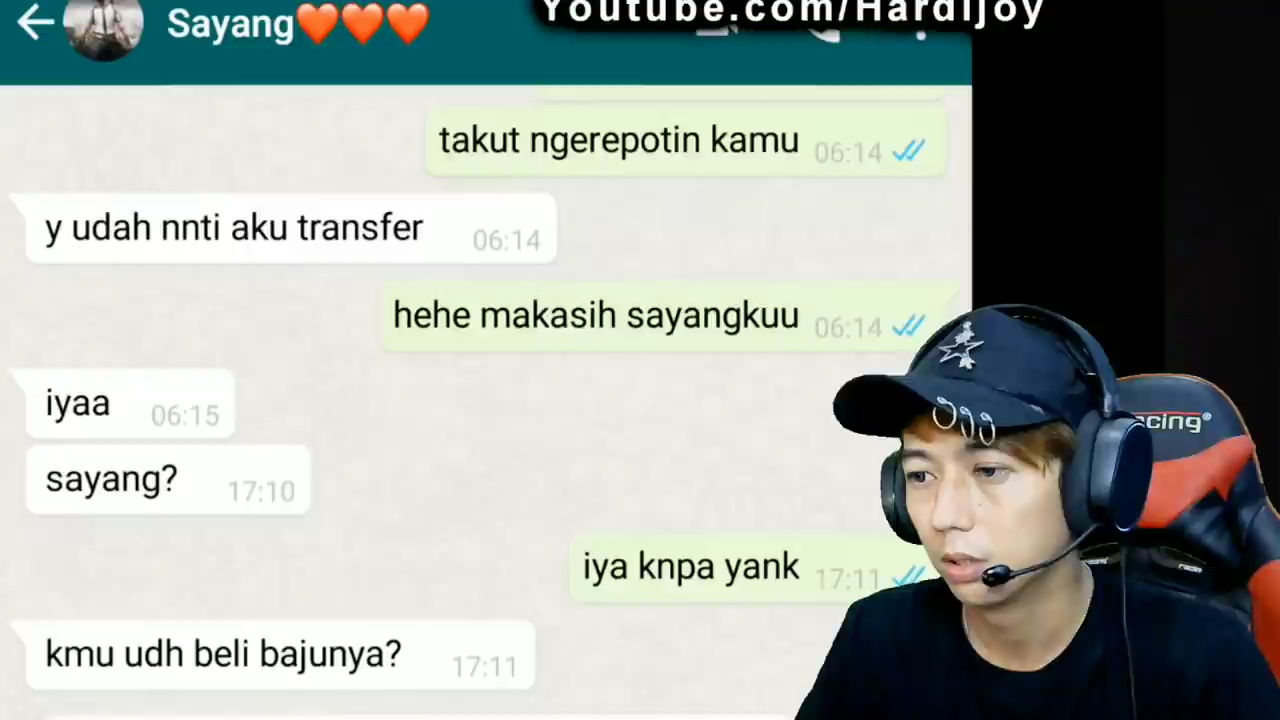 Youtube.com/Hardijoy
Sayang❤️❤️❤️
takut ngerepotin kamu 06:14
y udah nnti aku transfer 06:14
hehe makasih sayangkuu 06:14
iyaa 06:15
sayang? 17:10
iya knpa yank 17:11
kmu udh beli bajunya? 17:11